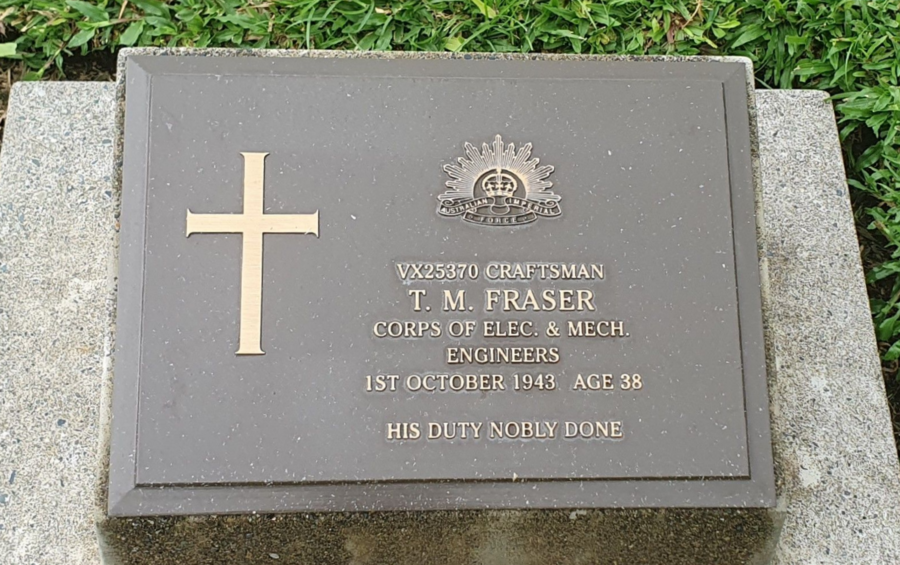 AUSTRALIAN IMPERIAL
FORCE
VX25370 CRAFTSMAN
T. M. FRASER
CORPS OF ELEC. & MECH.
ENGINEERS
1ST OCTOBER 1943 AGE 38
HIS DUTY NOBLY DONE